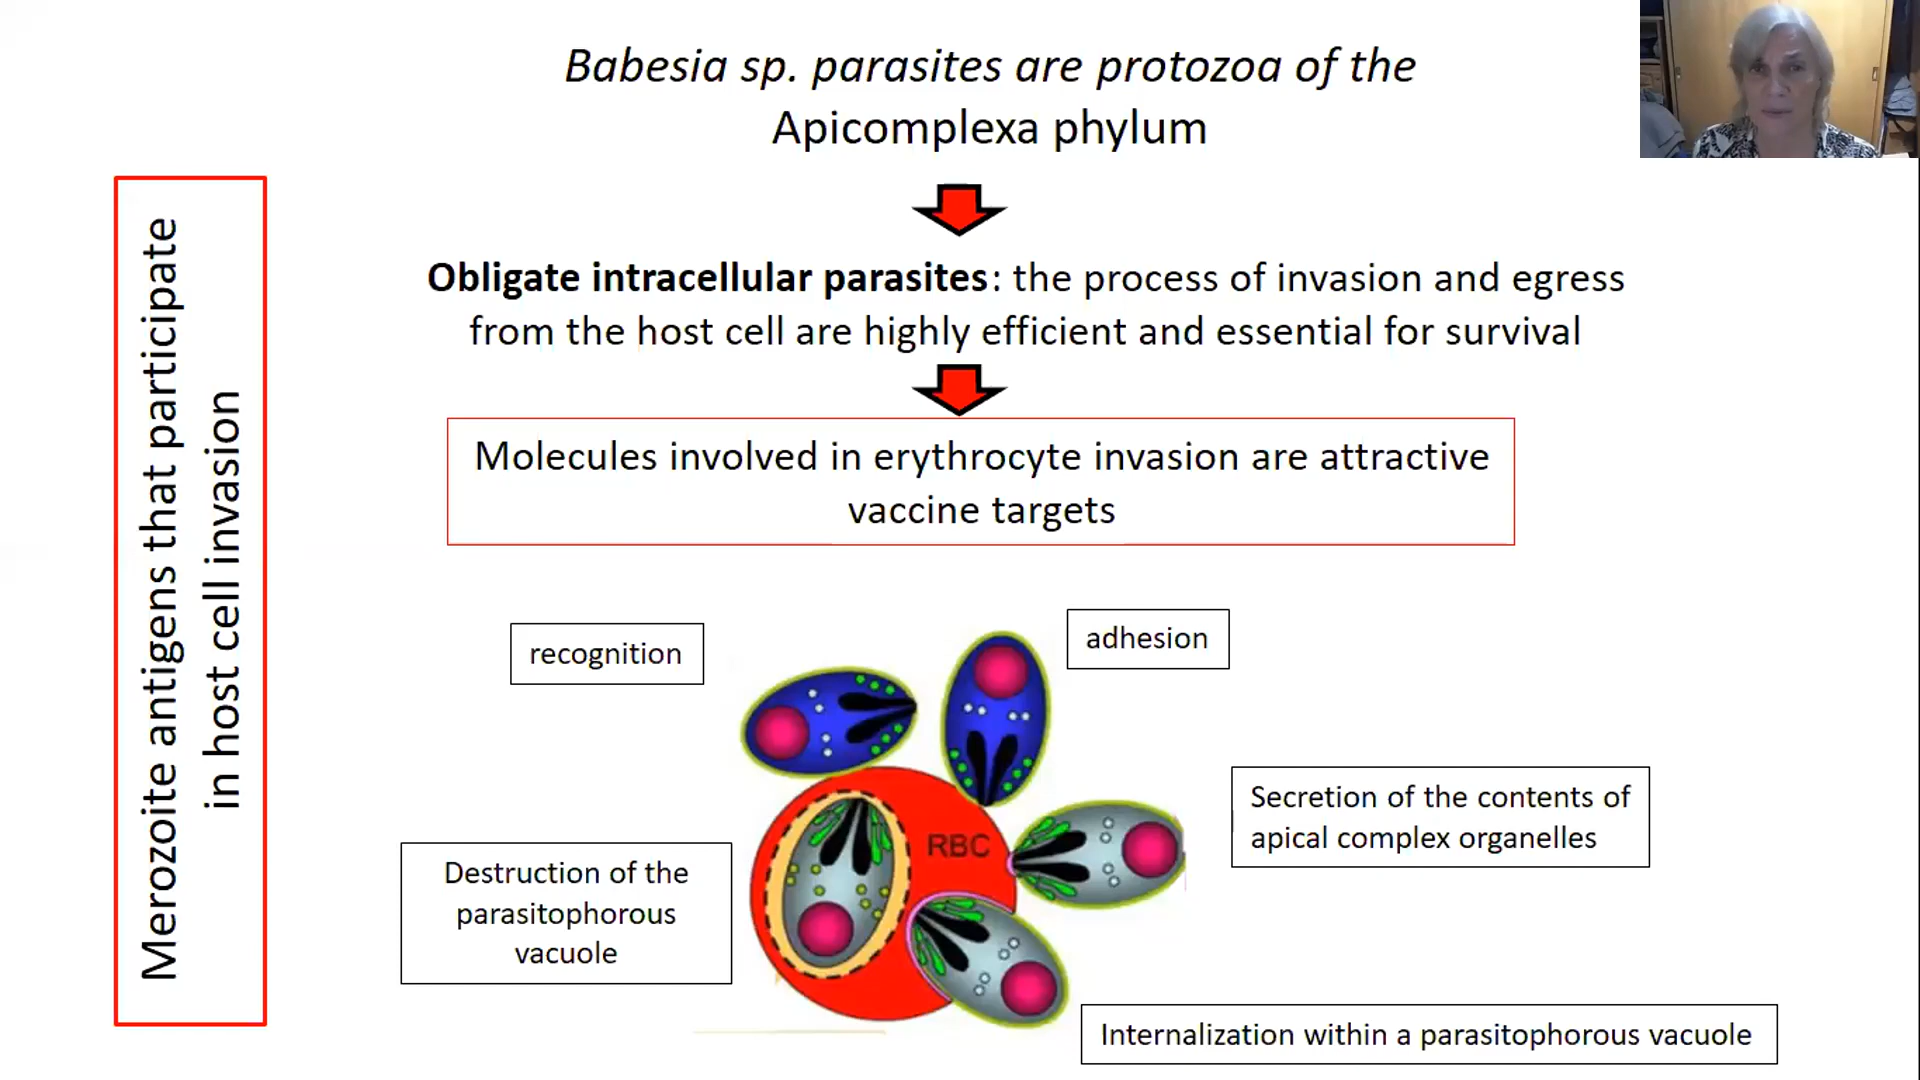 Babesia sp. parasites are protozoa of the
Apicomplexa phylum
Merozoite antigens that participate
in host cell invasion
Obligate intracellular parasites: the process of invasion and egress
from the host cell are highly efficient and essential for survival
Molecules involved in erythrocyte invasion are attractive
vaccine targets
recognition
adhesion
RBC
Secretion of the contents of
apical complex organelles
Destruction of the
parasitophorous
vacuole
Internalization within a parasitophorous vacuole